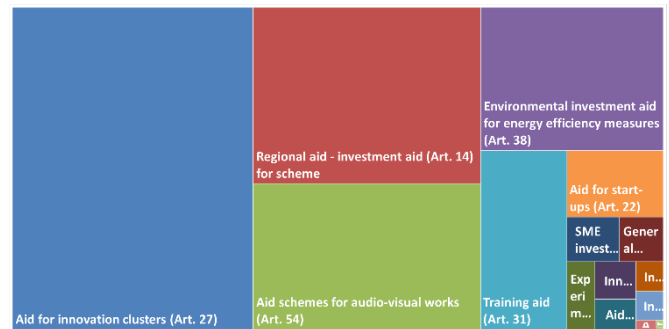 Aid for innovation clusters (Art. 27)
Regional aid - investment aid (Art. 14)
for scheme
Aid schemes for audio-visual works
(Art. 54)
Environmental investment aid
for energy efficiency measures
(Art. 38)
Training aid
(Art. 31)
Aid for start-
ups (Art. 22)
SME
invest...
Gener
al...
Exp
eri
m...
Inn...
Aid...
In...
In...